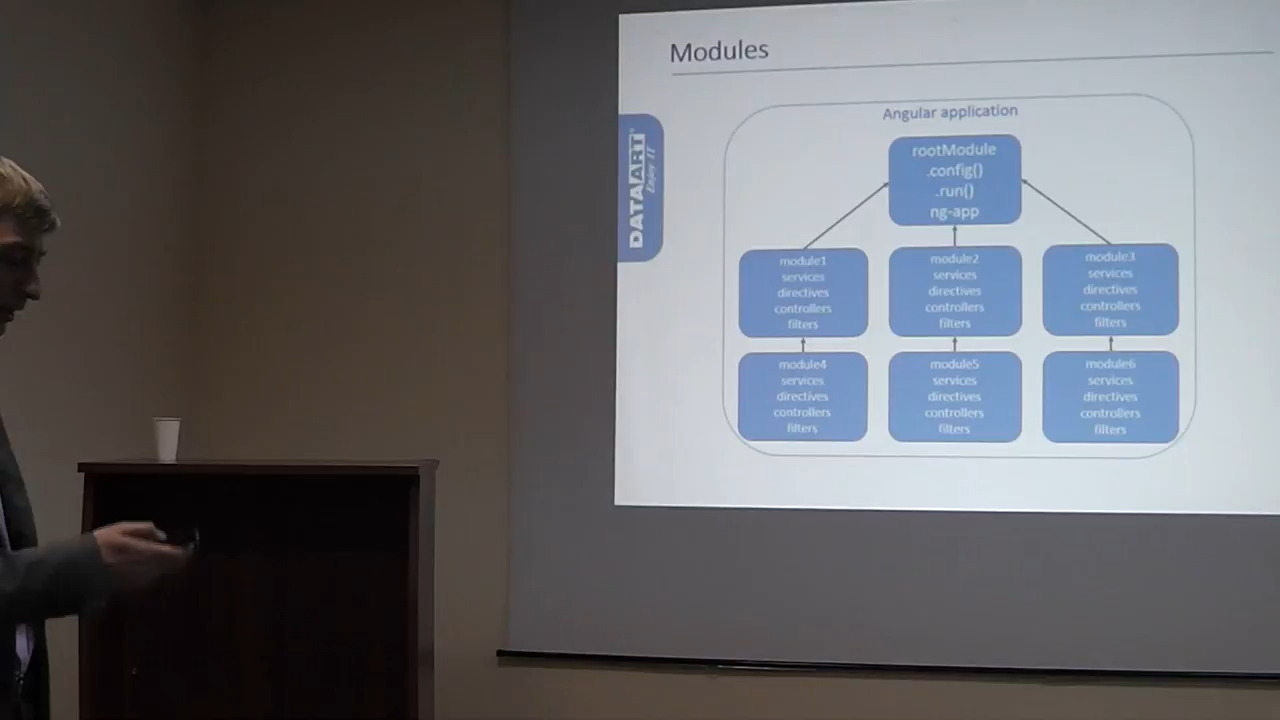 Modules
DATAART
Enjoy IT
Angular application
rootModule
.config()
.run()
ng-app
module1
services
directives
controllers
filters
module2
services
directives
controllers
filters
module3
services
directives
controllers
filters
module4
services
directives
controllers
filters
module5
services
directives
controllers
filters
module6
services
directives
controllers
filters